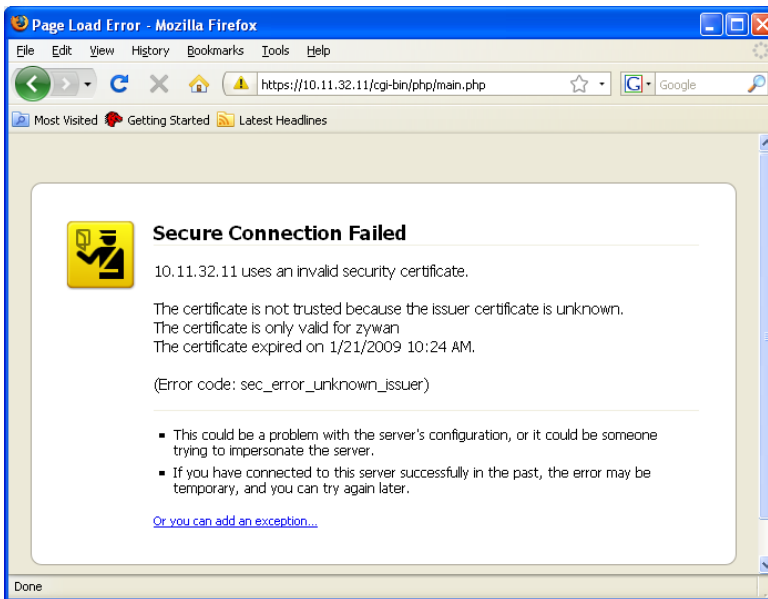 Page Load Error - Mozilla Firefox
File Edit View History Bookmarks Tools Help
https://10.11.32.11/cgi-bin/php/main.php G Google
Most Visited Getting Started Latest Headlines
Secure Connection Failed
10.11.32.11 uses an invalid security certificate.
The certificate is not trusted because the issuer certificate is unknown.
The certificate is only valid for zywan
The certificate expired on 1/21/2009 10:24 AM.
(Error code: sec_error_unknown_issuer)
This could be a problem with the server's configuration, or it could be someone
trying to impersonate the server.
If you have connected to this server successfully in the past, the error may be
temporary, and you can try again later.
Or you can add an exception...
Done